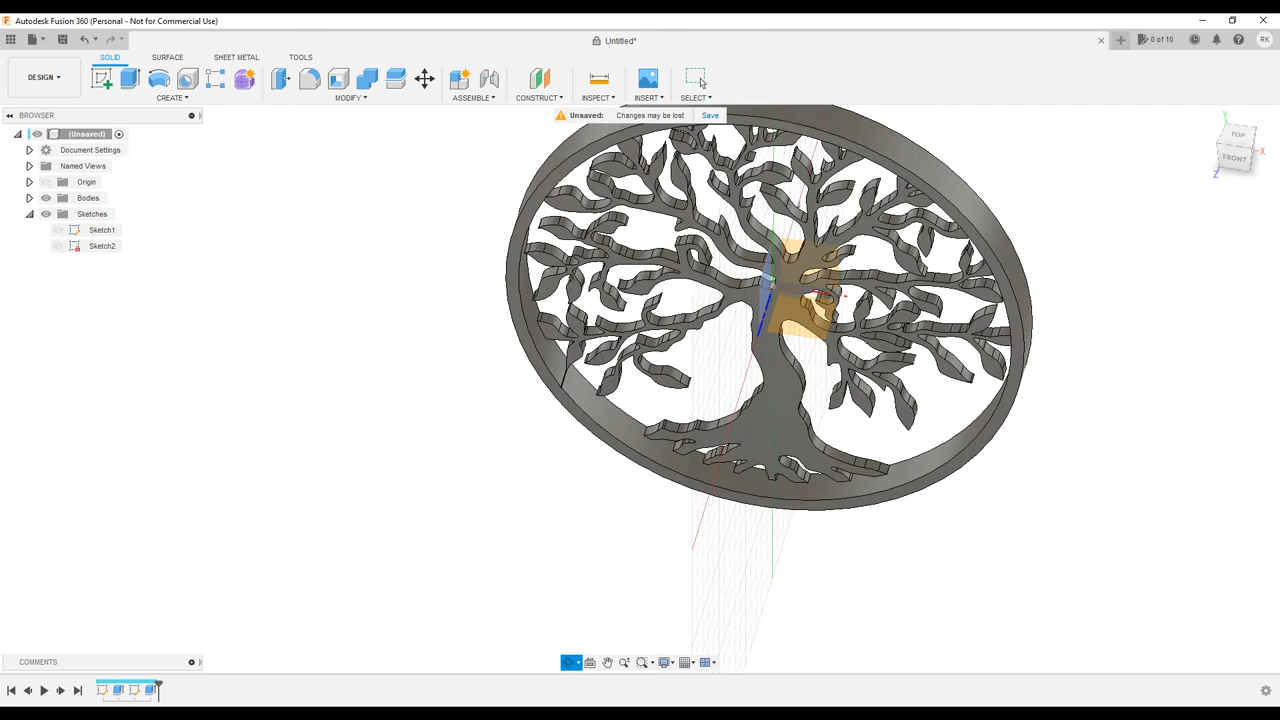 Autodesk Fusion 360 (Personal - Not for Commercial Use)
Untitled*
0 of 10
RK
DESIGN
SOLID
SURFACE
SHEET METAL
TOOLS
CREATE
MODIFY
ASSEMBLE
CONSTRUCT
INSPECT
INSERT
SELECT
BROWSER
Unsaved: Changes may be lost Save
(Unsaved)
Document Settings
Named Views
Origin
Bodies
Sketches
Sketch1
Sketch2
Y
TOP
FRONT
X
Z
COMMENTS